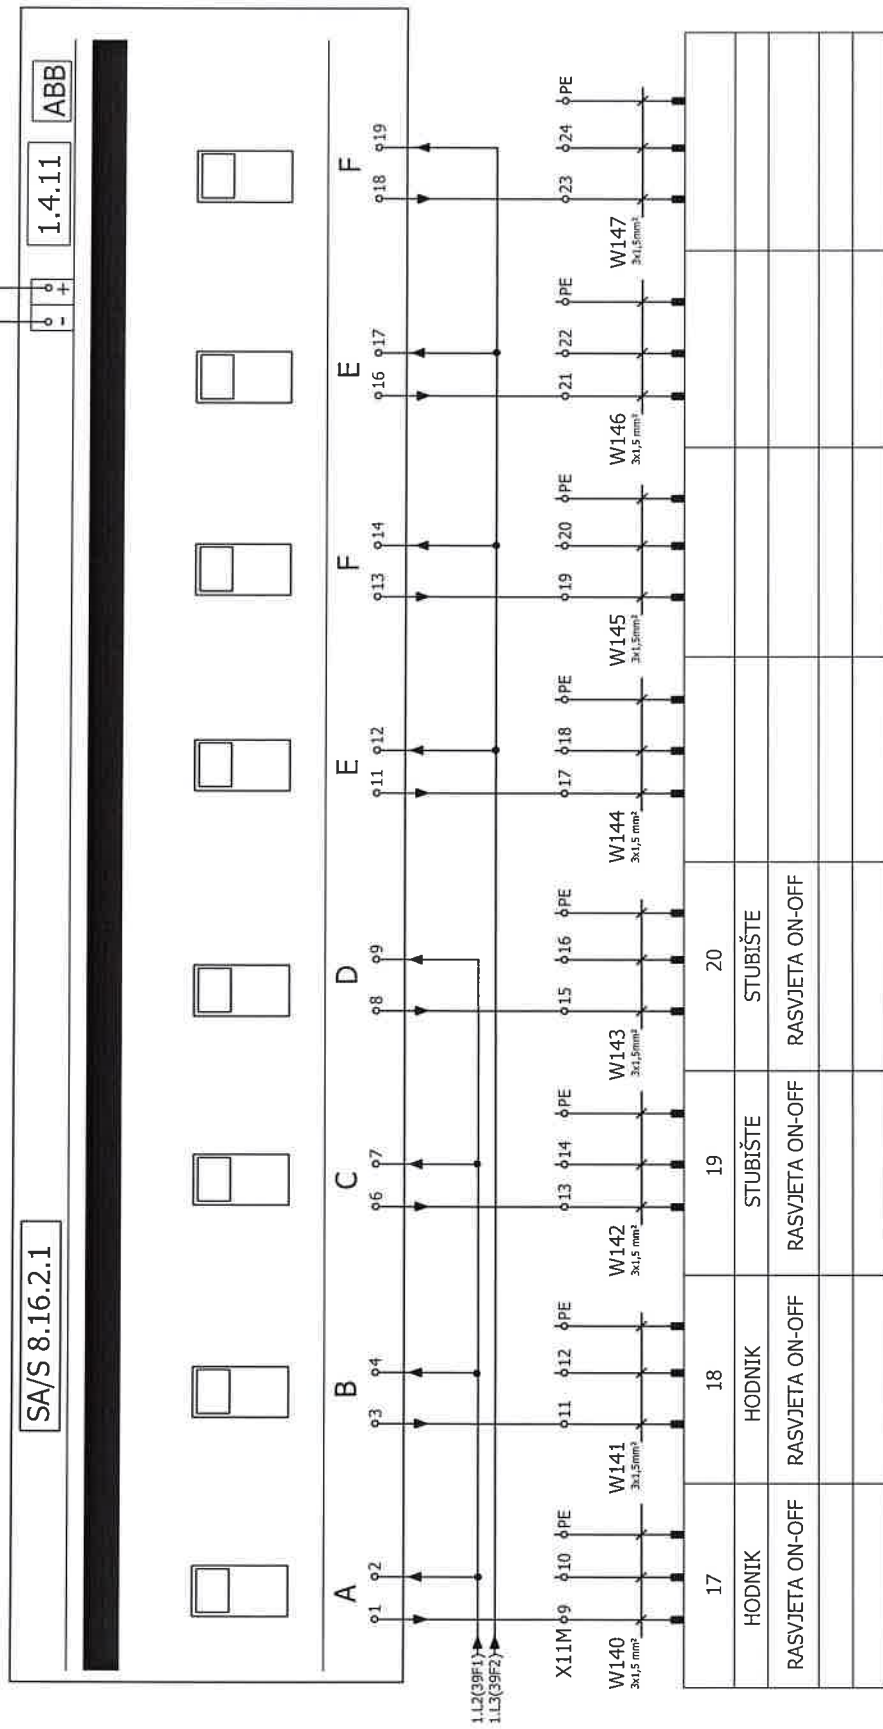 SA/S 8.16.2.1
- +
1.4.11
ABB
A B C D E F E F
1 2 3 4 6 7 8 9 11 12 13 14 16 17 18 19
1.L2(39F1)
1.L3(39F2)
X11M 9 10 PE 11 12 PE 13 14 PE 15 16 PE 17 18 PE 19 20 PE 21 22 PE 23 24 PE
W140 W141 W142 W143 W144 W145 W146 W147
3x1,5 mm² 3x1,5mm² 3x1,5 mm² 3x1,5mm² 3x1,5 mm² 3x1,5mm² 3x1,5 mm² 3x1,5mm²
17 18 19 20
HODNIK HODNIK STUBIŠTE STUBIŠTE
RASVJETA ON-OFF RASVJETA ON-OFF RASVJETA ON-OFF RASVJETA ON-OFF